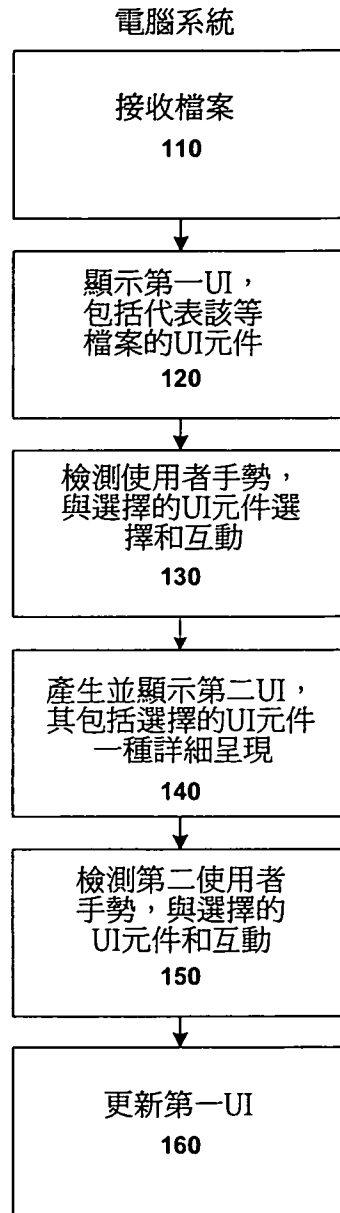 電腦系統
接收檔案
110
顯示第一UI，
包括代表該等
檔案的UI元件
120
檢測使用者手勢，
與選擇的UI元件選
擇和互動
130
產生並顯示第二UI，
其包括選擇的UI元件
一種詳細呈現
140
檢測第二使用者
手勢，與選擇的
UI元件和互動
150
更新第一UI
160